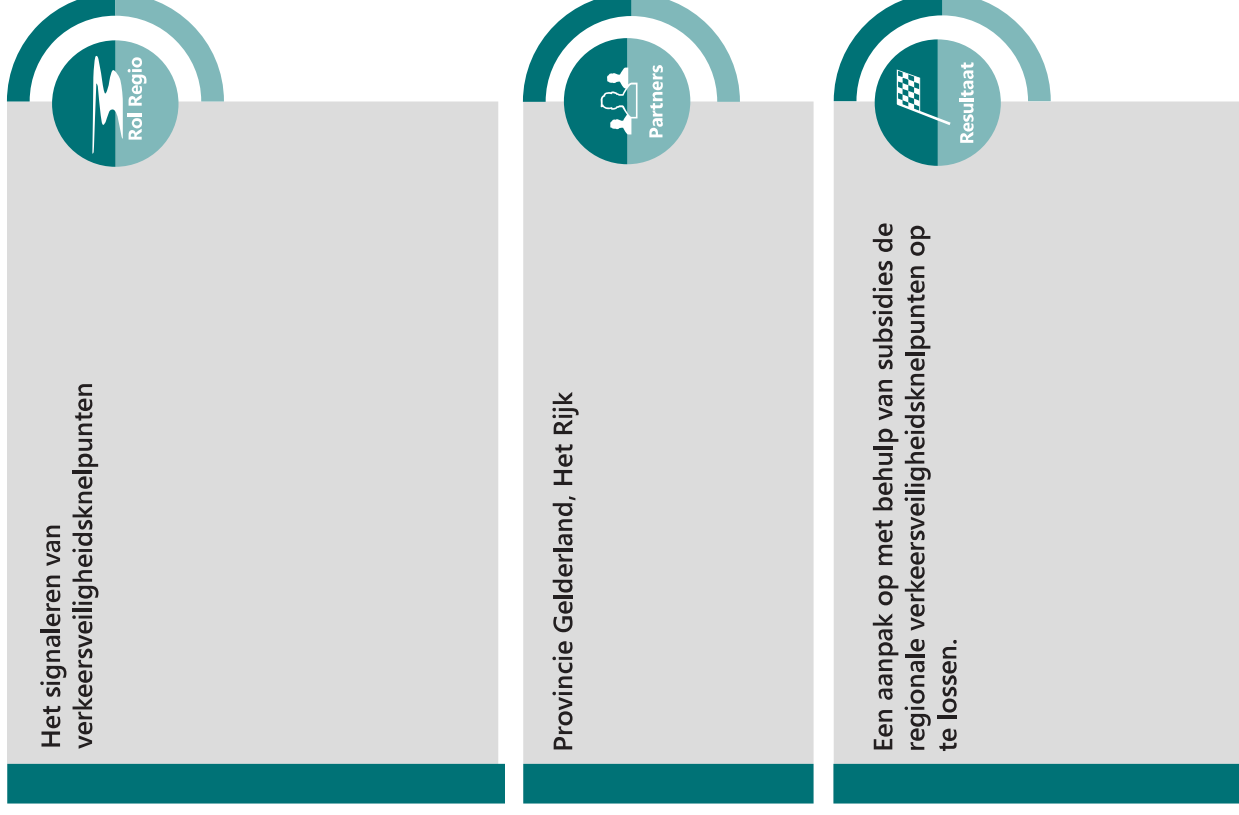 Rol Regio
Het signaleren van
verkeersveiligheidsknelpunten
Partners
Provincie Gelderland, Het Rijk
Resultaat
Een aanpak op met behulp van subsidies de
regionale verkeersveiligheidsknelpunten op
te lossen.